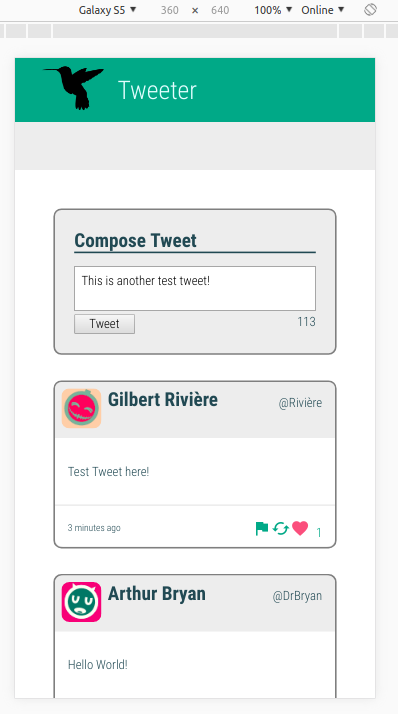 Galaxy S5 ▼ 360 × 640 100% ▼ Online ▼
Tweeter
Compose Tweet
This is another test tweet!
Tweet 113
Gilbert Rivière @Rivière
Test Tweet here!
3 minutes ago 1
Arthur Bryan @DrBryan
Hello World!